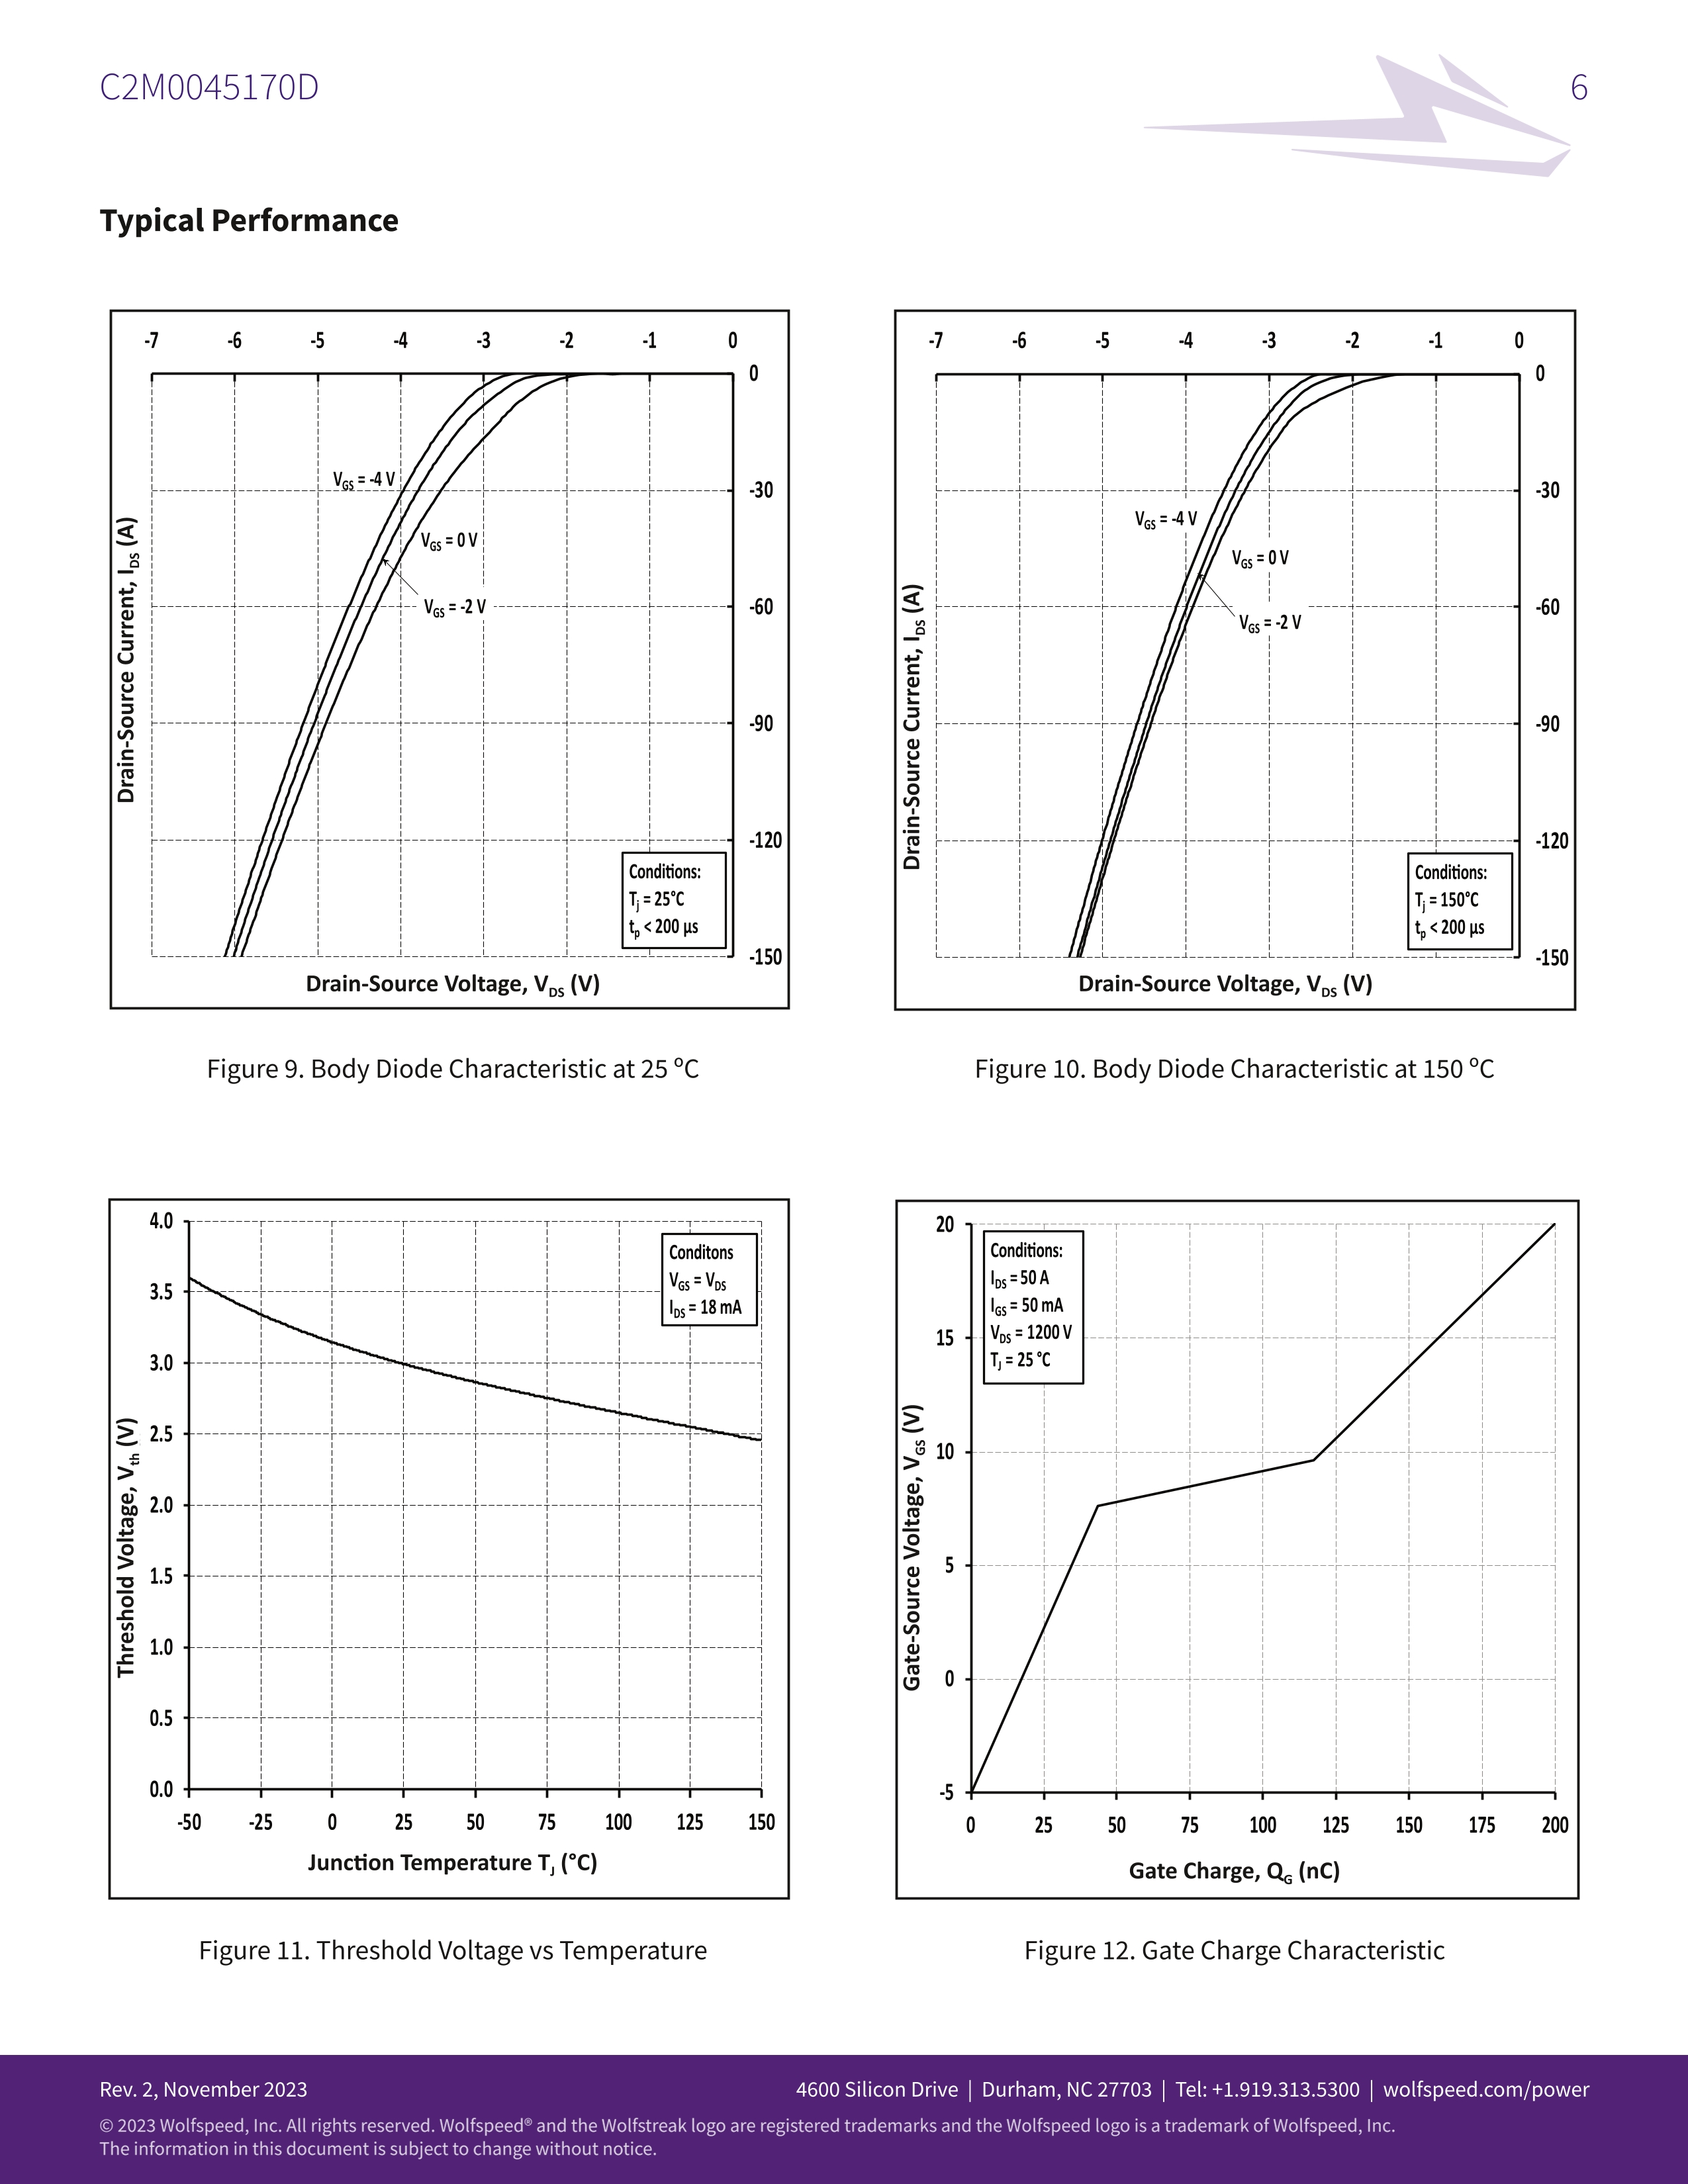 C2M0045170D
6
Typical Performance
-7 -6 -5 -4 -3 -2 -1 0
0
-30
-60
-90
-120
-150
VGS = -4 V
VGS = 0 V
VGS = -2 V
Conditions:
Tj = 25°C
tp < 200 µs
Drain-Source Current, IDS (A)
Drain-Source Voltage, VDS (V)
Figure 9. Body Diode Characteristic at 25 ºC
-7 -6 -5 -4 -3 -2 -1 0
0
-30
-60
-90
-120
-150
VGS = -4 V
VGS = 0 V
VGS = -2 V
Conditions:
Tj = 150°C
tp < 200 µs
Drain-Source Current, IDS (A)
Drain-Source Voltage, VDS (V)
Figure 10. Body Diode Characteristic at 150 ºC
4.0
3.5
3.0
2.5
2.0
1.5
1.0
0.5
0.0
Conditons
VGS = VDS
IDS = 18 mA
Threshold Voltage, Vth (V)
-50 -25 0 25 50 75 100 125 150
Junction Temperature TJ (°C)
Figure 11. Threshold Voltage vs Temperature
20
15
10
5
0
-5
Conditions:
IDS = 50 A
IGS = 50 mA
VDS = 1200 V
TJ = 25 °C
Gate-Source Voltage, VGS (V)
0 25 50 75 100 125 150 175 200
Gate Charge, QG (nC)
Figure 12. Gate Charge Characteristic
Rev. 2, November 2023
4600 Silicon Drive | Durham, NC 27703 | Tel: +1.919.313.5300 | wolfspeed.com/power
© 2023 Wolfspeed, Inc. All rights reserved. Wolfspeed® and the Wolfstreak logo are registered trademarks and the Wolfspeed logo is a trademark of Wolfspeed, Inc.
The information in this document is subject to change without notice.